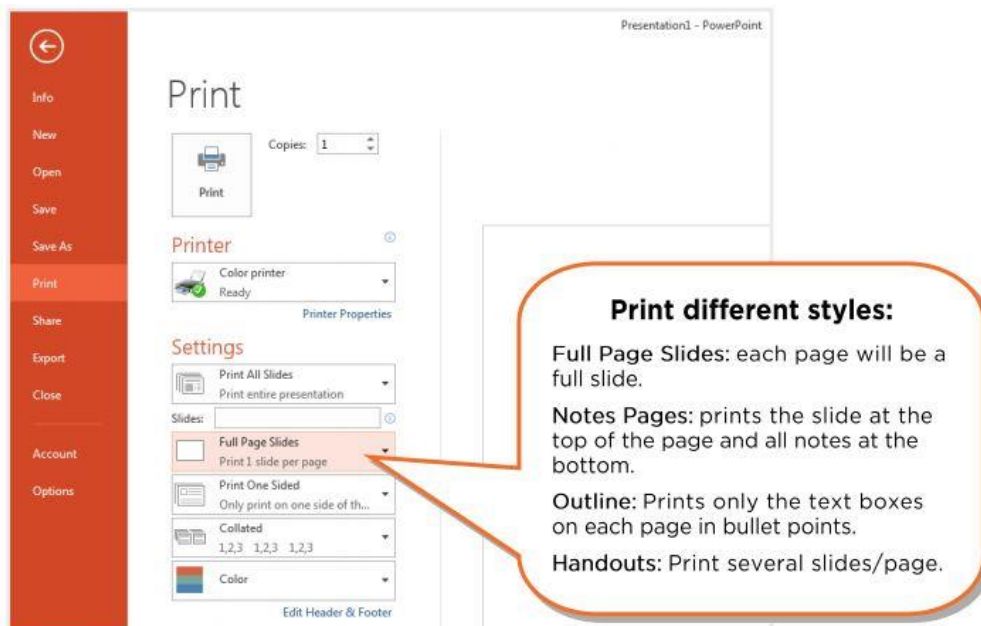 Presentation1 - PowerPoint
Info
New
Open
Save
Save As
Print
Share
Export
Close
Account
Options
Print
Copies: 1
Print
Printer
Color printer
Ready
Printer Properties
Settings
Print All Slides
Print entire presentation
Slides:
Full Page Slides
Print 1 slide per page
Print One Sided
Only print on one side of th...
Collated
1,2,3 1,2,3 1,2,3
Color
Edit Header & Footer
Print different styles:
Full Page Slides: each page will be a
full slide.
Notes Pages: prints the slide at the
top of the page and all notes at the
bottom.
Outline: Prints only the text boxes
on each page in bullet points.
Handouts: Print several slides/page.